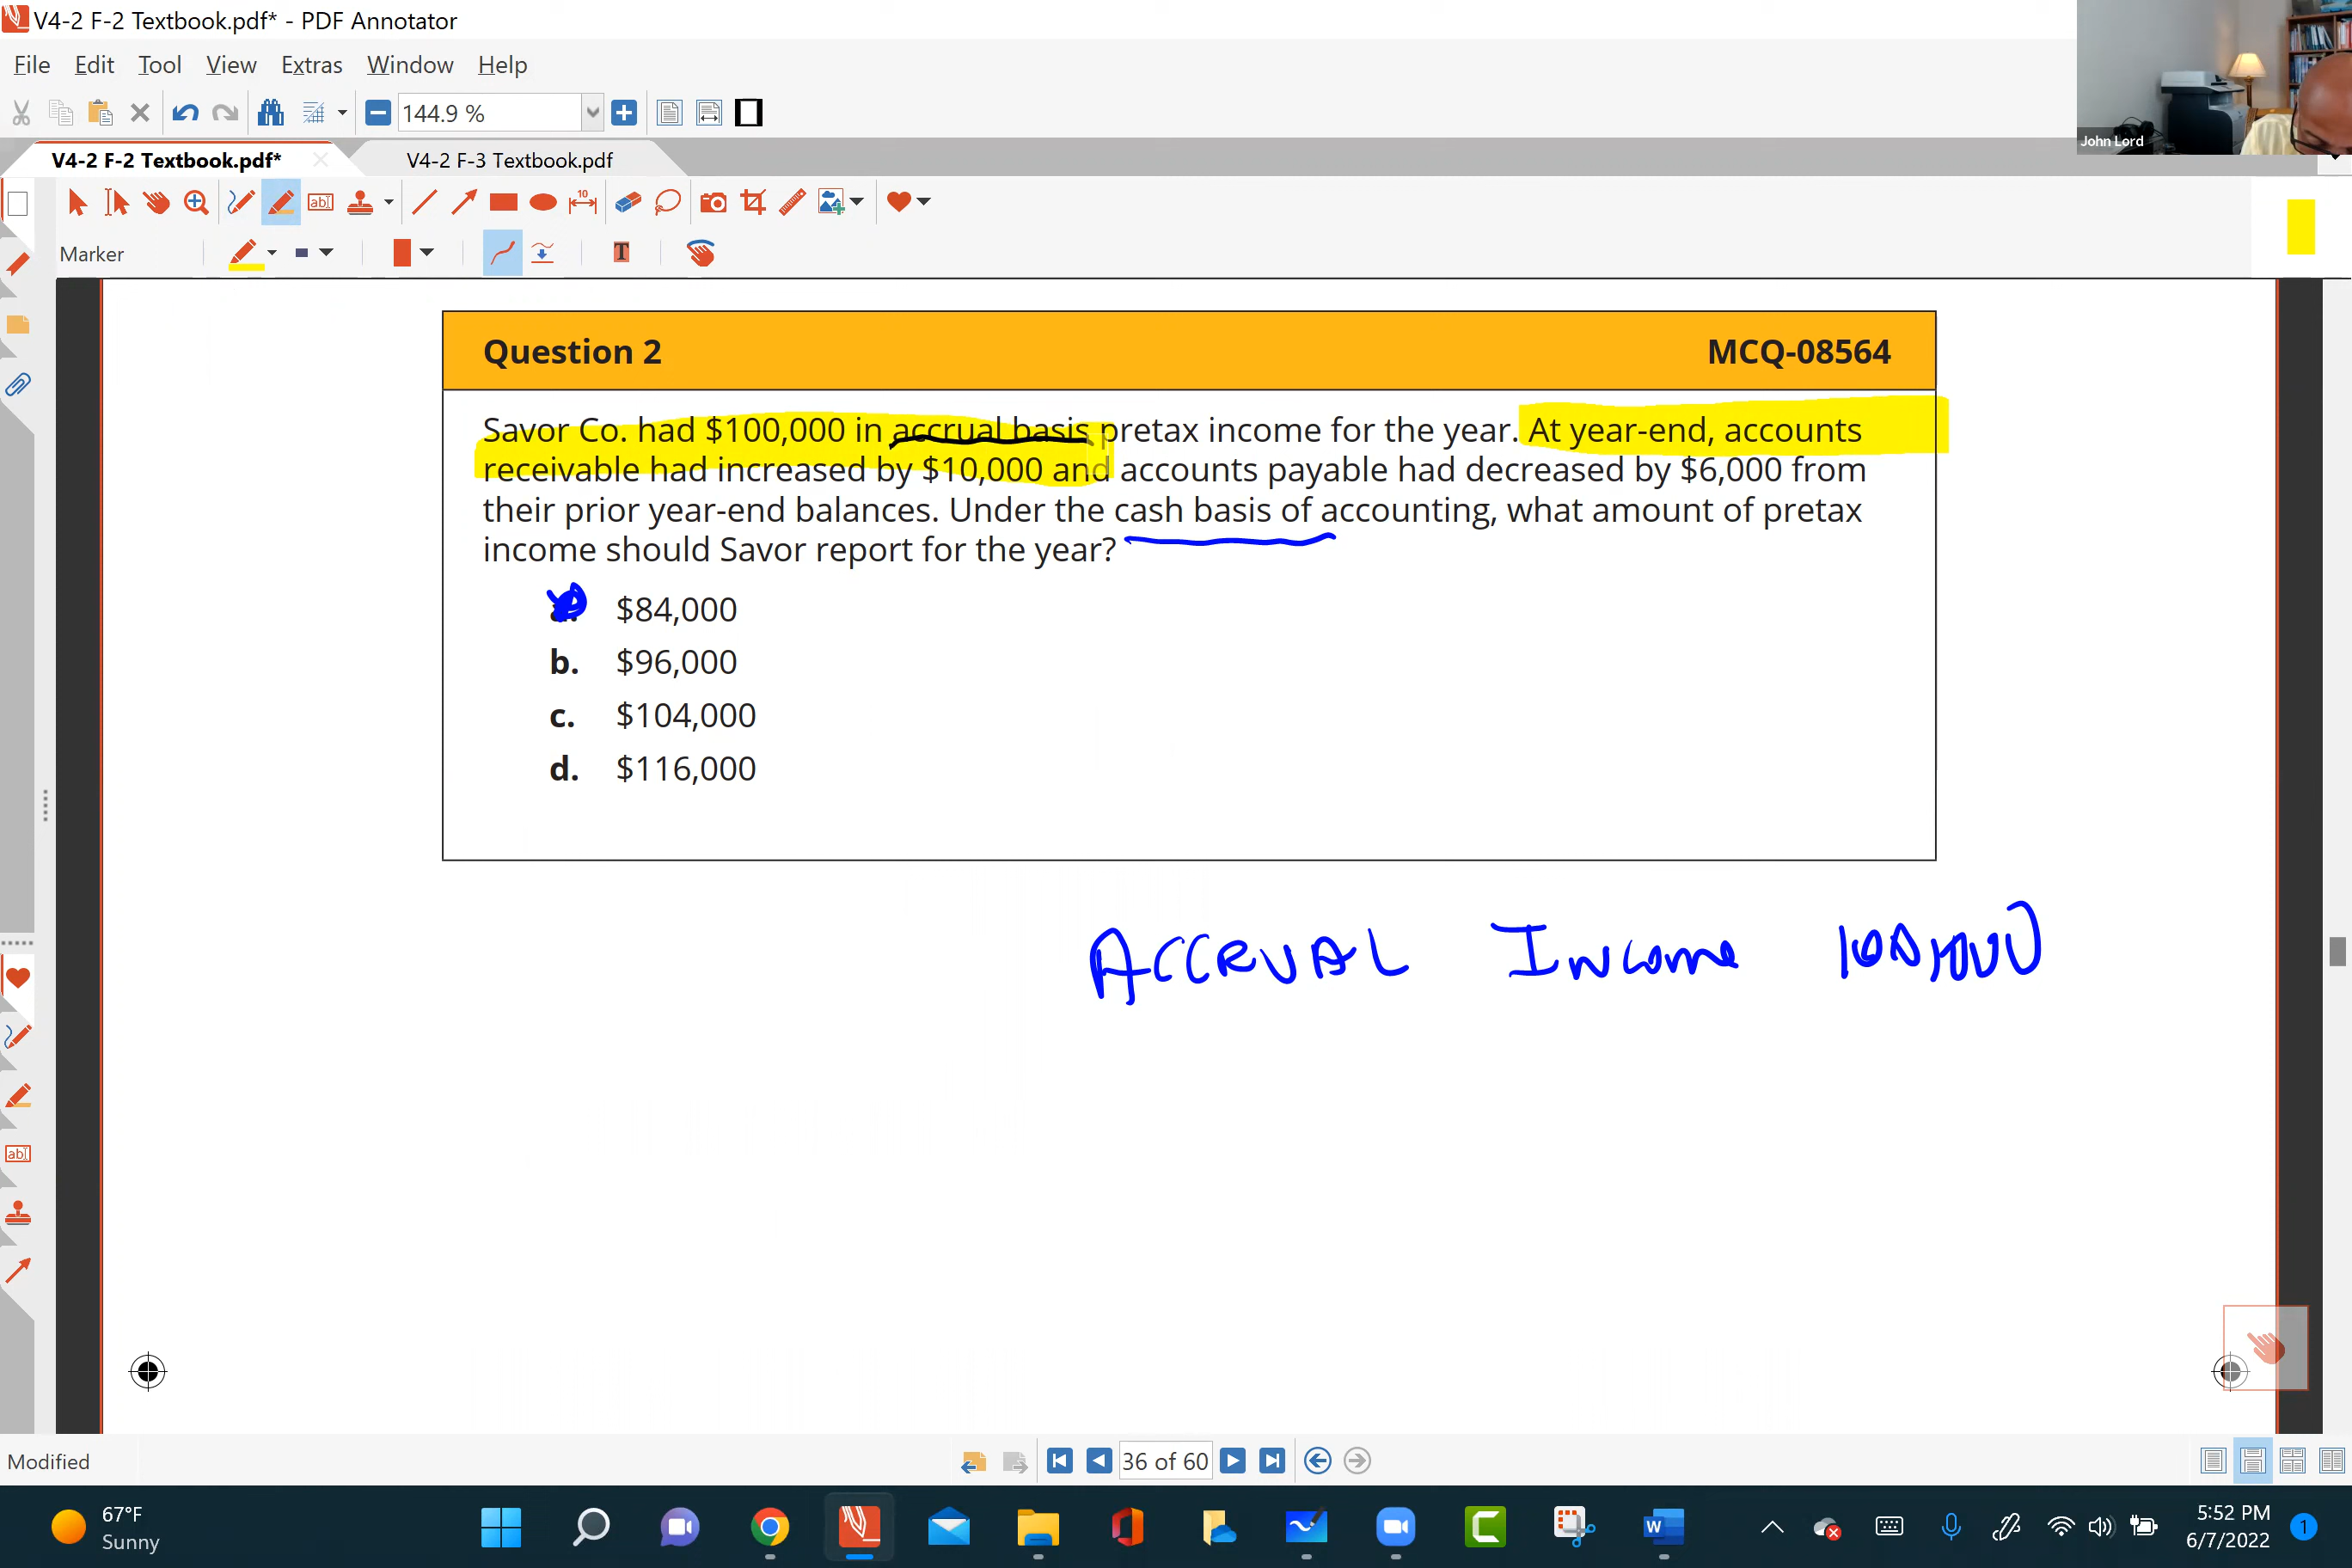 V4-2 F-2 Textbook.pdf* - PDF Annotator
File Edit Tool View Extras Window Help
144.9 %
John Lord
V4-2 F-2 Textbook.pdf*
V4-2 F-3 Textbook.pdf
abI
10
Marker
T
Question 2
MCQ-08564
Savor Co. had $100,000 in accrual basis pretax income for the year. At year-end, accounts
receivable had increased by $10,000 and accounts payable had decreased by $6,000 from
their prior year-end balances. Under the cash basis of accounting, what amount of pretax
income should Savor report for the year?
$84,000
b. $96,000
c. $104,000
d. $116,000
ACCRUAL Income 100,000
abI
Modified
36 of 60
67°F
Sunny
W
5:52 PM
6/7/2022
1